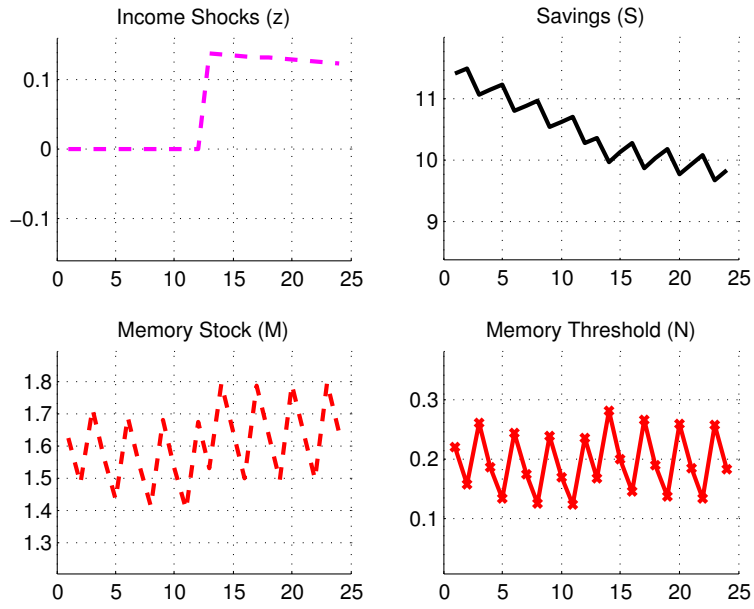 Income Shocks (z)
0.1
0
−0.1
0 5 10 15 20 25
Savings (S)
11
10
9
0 5 10 15 20 25
Memory Stock (M)
1.8
1.7
1.6
1.5
1.4
1.3
0 5 10 15 20 25
Memory Threshold (N)
0.3
0.2
0.1
0 5 10 15 20 25